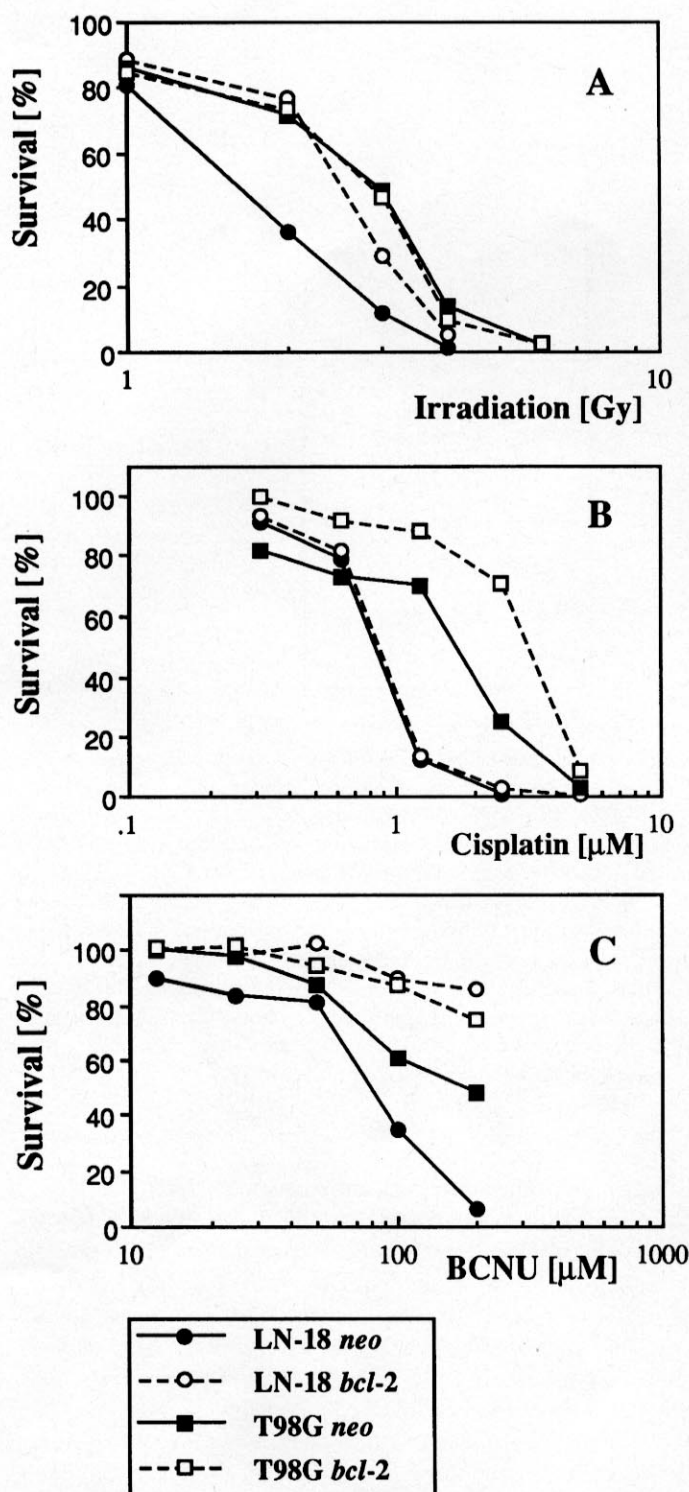 A
Survival [%]
100
80
60
40
20
0
1
10
Irradiation [Gy]
B
Survival [%]
100
80
60
40
20
0
.1
1
10
Cisplatin [µM]
C
Survival [%]
100
80
60
40
20
0
10
100
1000
BCNU [µM]
LN-18 neo
LN-18 bcl-2
T98G neo
T98G bcl-2